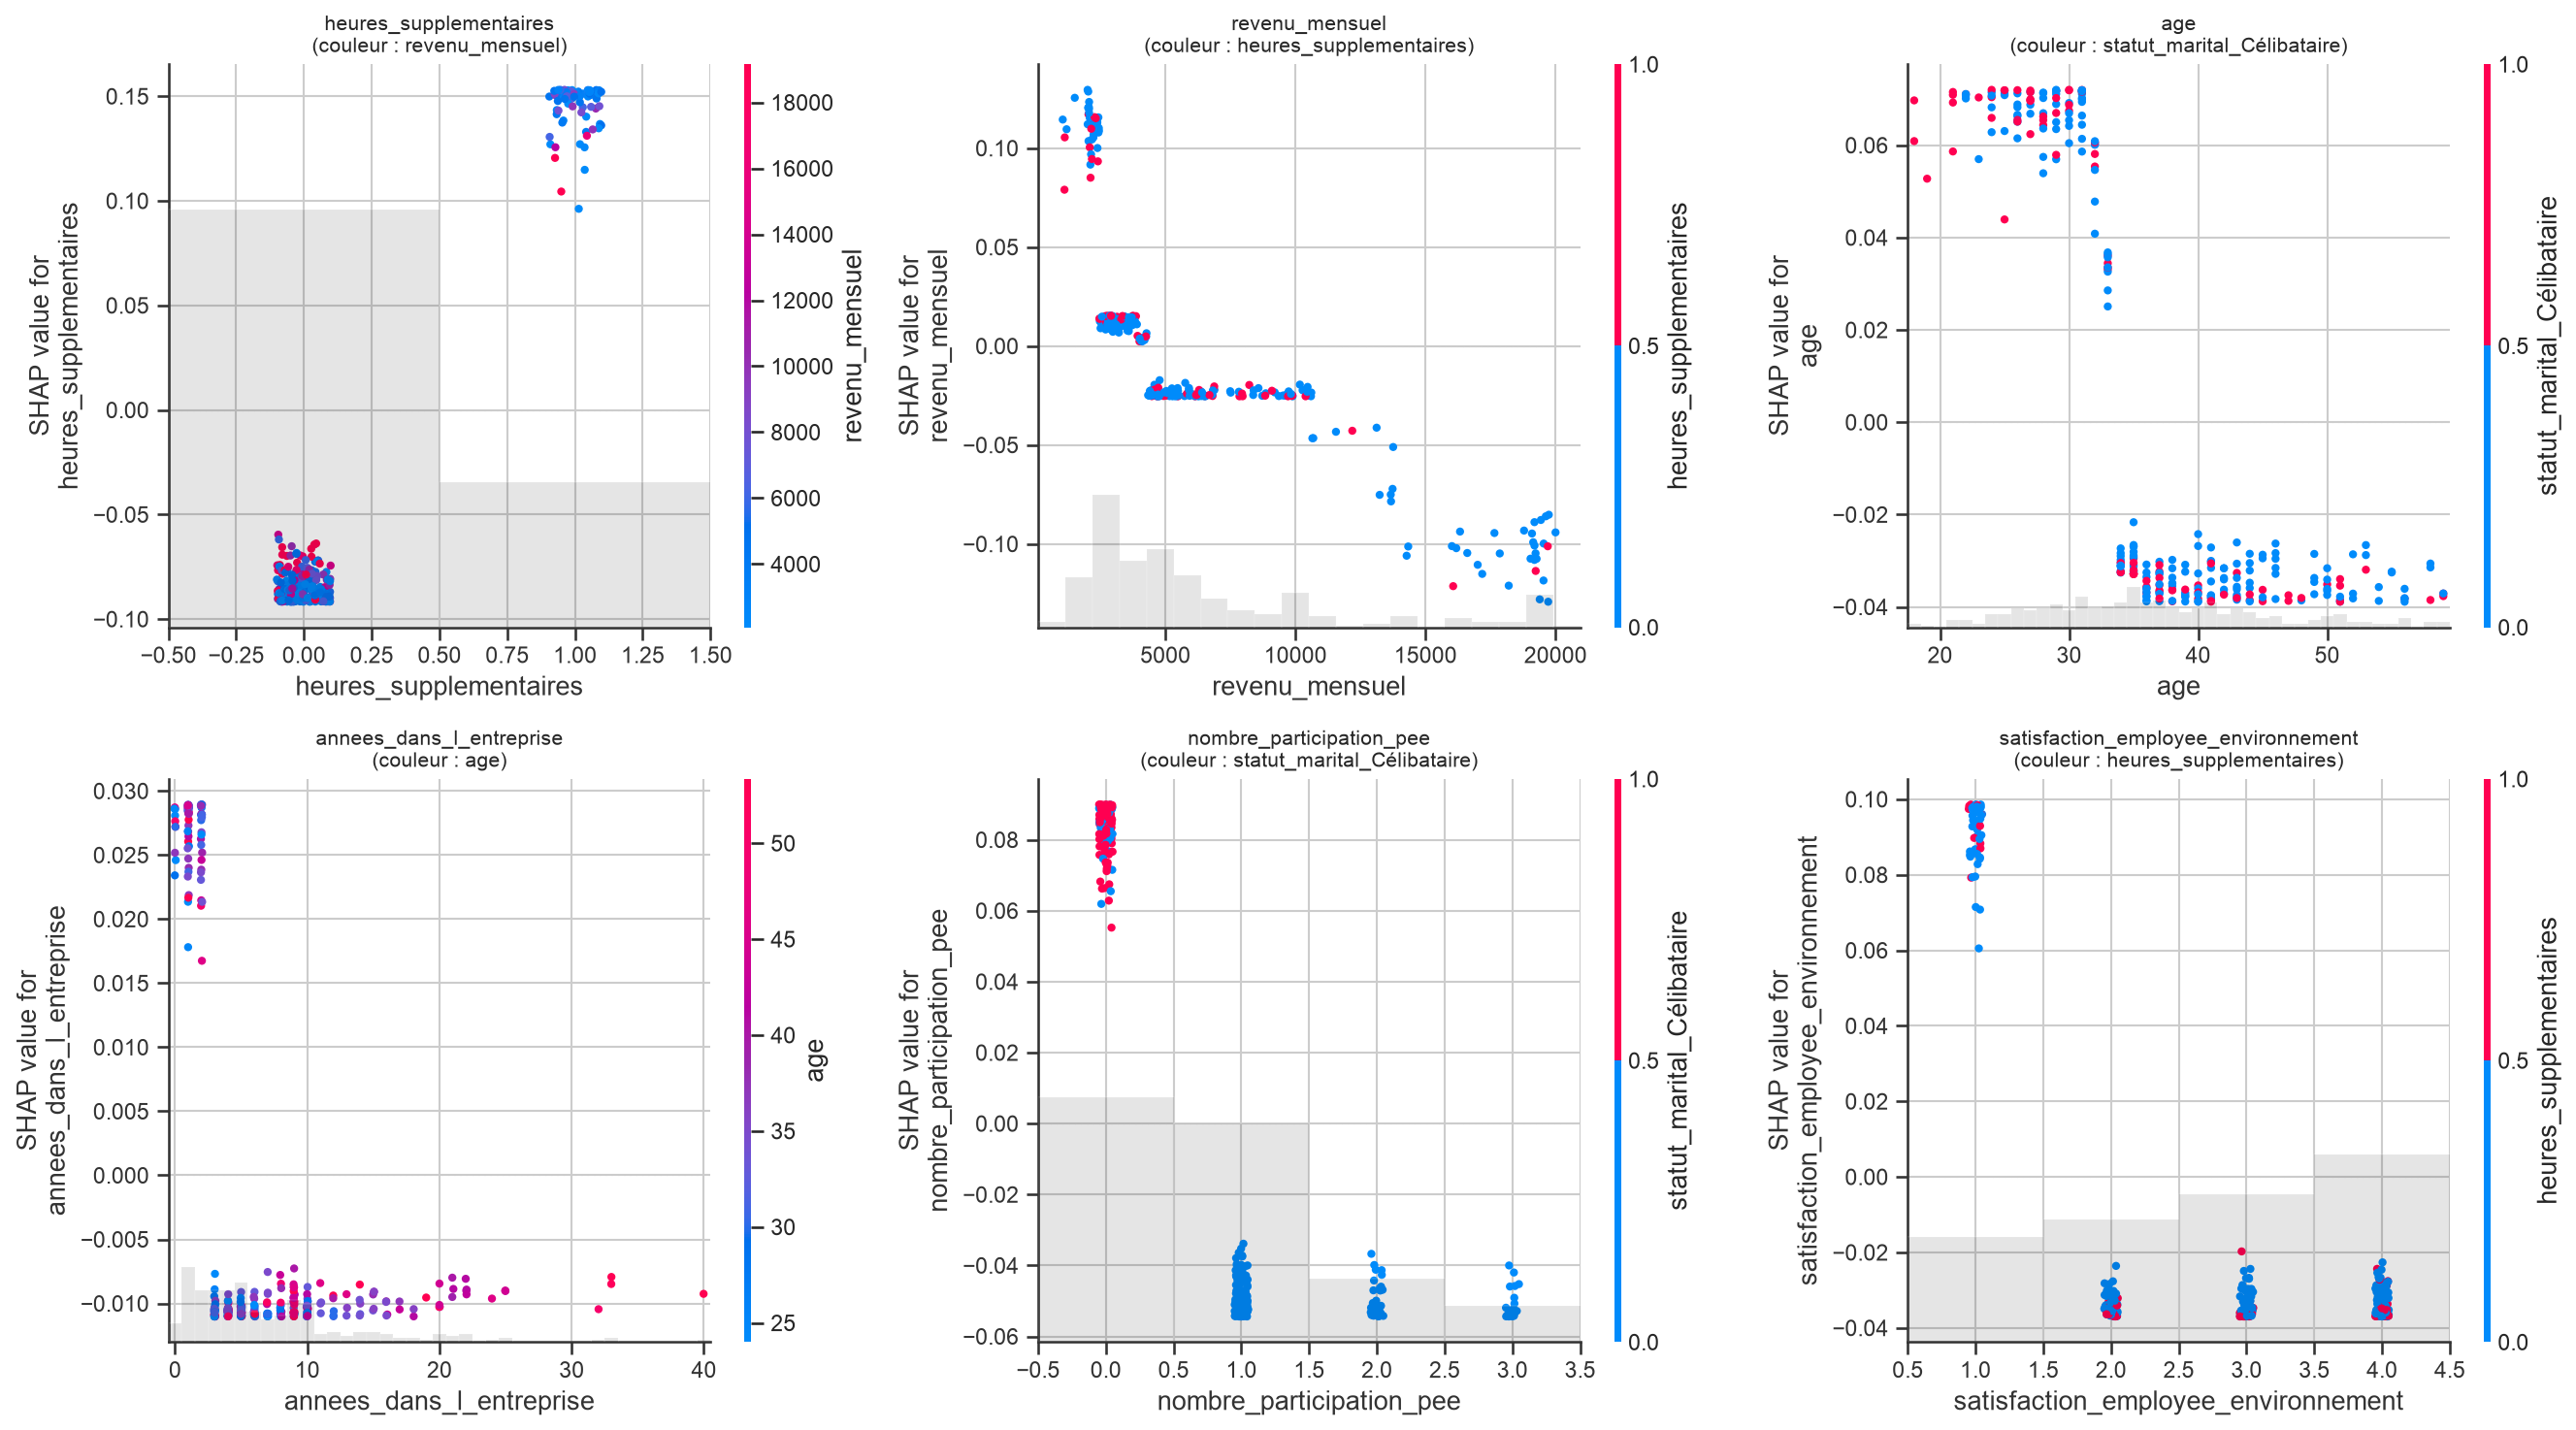 heures_supplementaires
(couleur : revenu_mensuel)
0.15
0.10
0.05
0.00
−0.05
−0.10
SHAP value for
heures_supplementaires
−0.50 −0.25 0.00 0.25 0.50 0.75 1.00 1.25 1.50
heures_supplementaires
18000
16000
14000
12000
10000
8000
6000
4000
revenu_mensuel
revenu_mensuel
(couleur : heures_supplementaires)
0.10
0.05
0.00
−0.05
−0.10
SHAP value for
revenu_mensuel
5000 10000 15000 20000
revenu_mensuel
1.0
0.5
0.0
heures_supplementaires
age
(couleur : statut_marital_Célibataire)
0.06
0.04
0.02
0.00
−0.02
−0.04
SHAP value for
age
20 30 40 50
age
1.0
0.5
0.0
statut_marital_Célibataire
annees_dans_l_entreprise
(couleur : age)
0.030
0.025
0.020
0.015
0.010
0.005
0.000
−0.005
−0.010
SHAP value for
annees_dans_l_entreprise
0 10 20 30 40
annees_dans_l_entreprise
50
45
40
35
30
25
age
nombre_participation_pee
(couleur : statut_marital_Célibataire)
0.08
0.06
0.04
0.02
0.00
−0.02
−0.04
−0.06
SHAP value for
nombre_participation_pee
−0.5 0.0 0.5 1.0 1.5 2.0 2.5 3.0 3.5
nombre_participation_pee
1.0
0.5
0.0
statut_marital_Célibataire
satisfaction_employee_environnement
(couleur : heures_supplementaires)
0.10
0.08
0.06
0.04
0.02
0.00
−0.02
−0.04
SHAP value for
satisfaction_employee_environnement
0.5 1.0 1.5 2.0 2.5 3.0 3.5 4.0 4.5
satisfaction_employee_environnement
1.0
0.5
0.0
heures_supplementaires